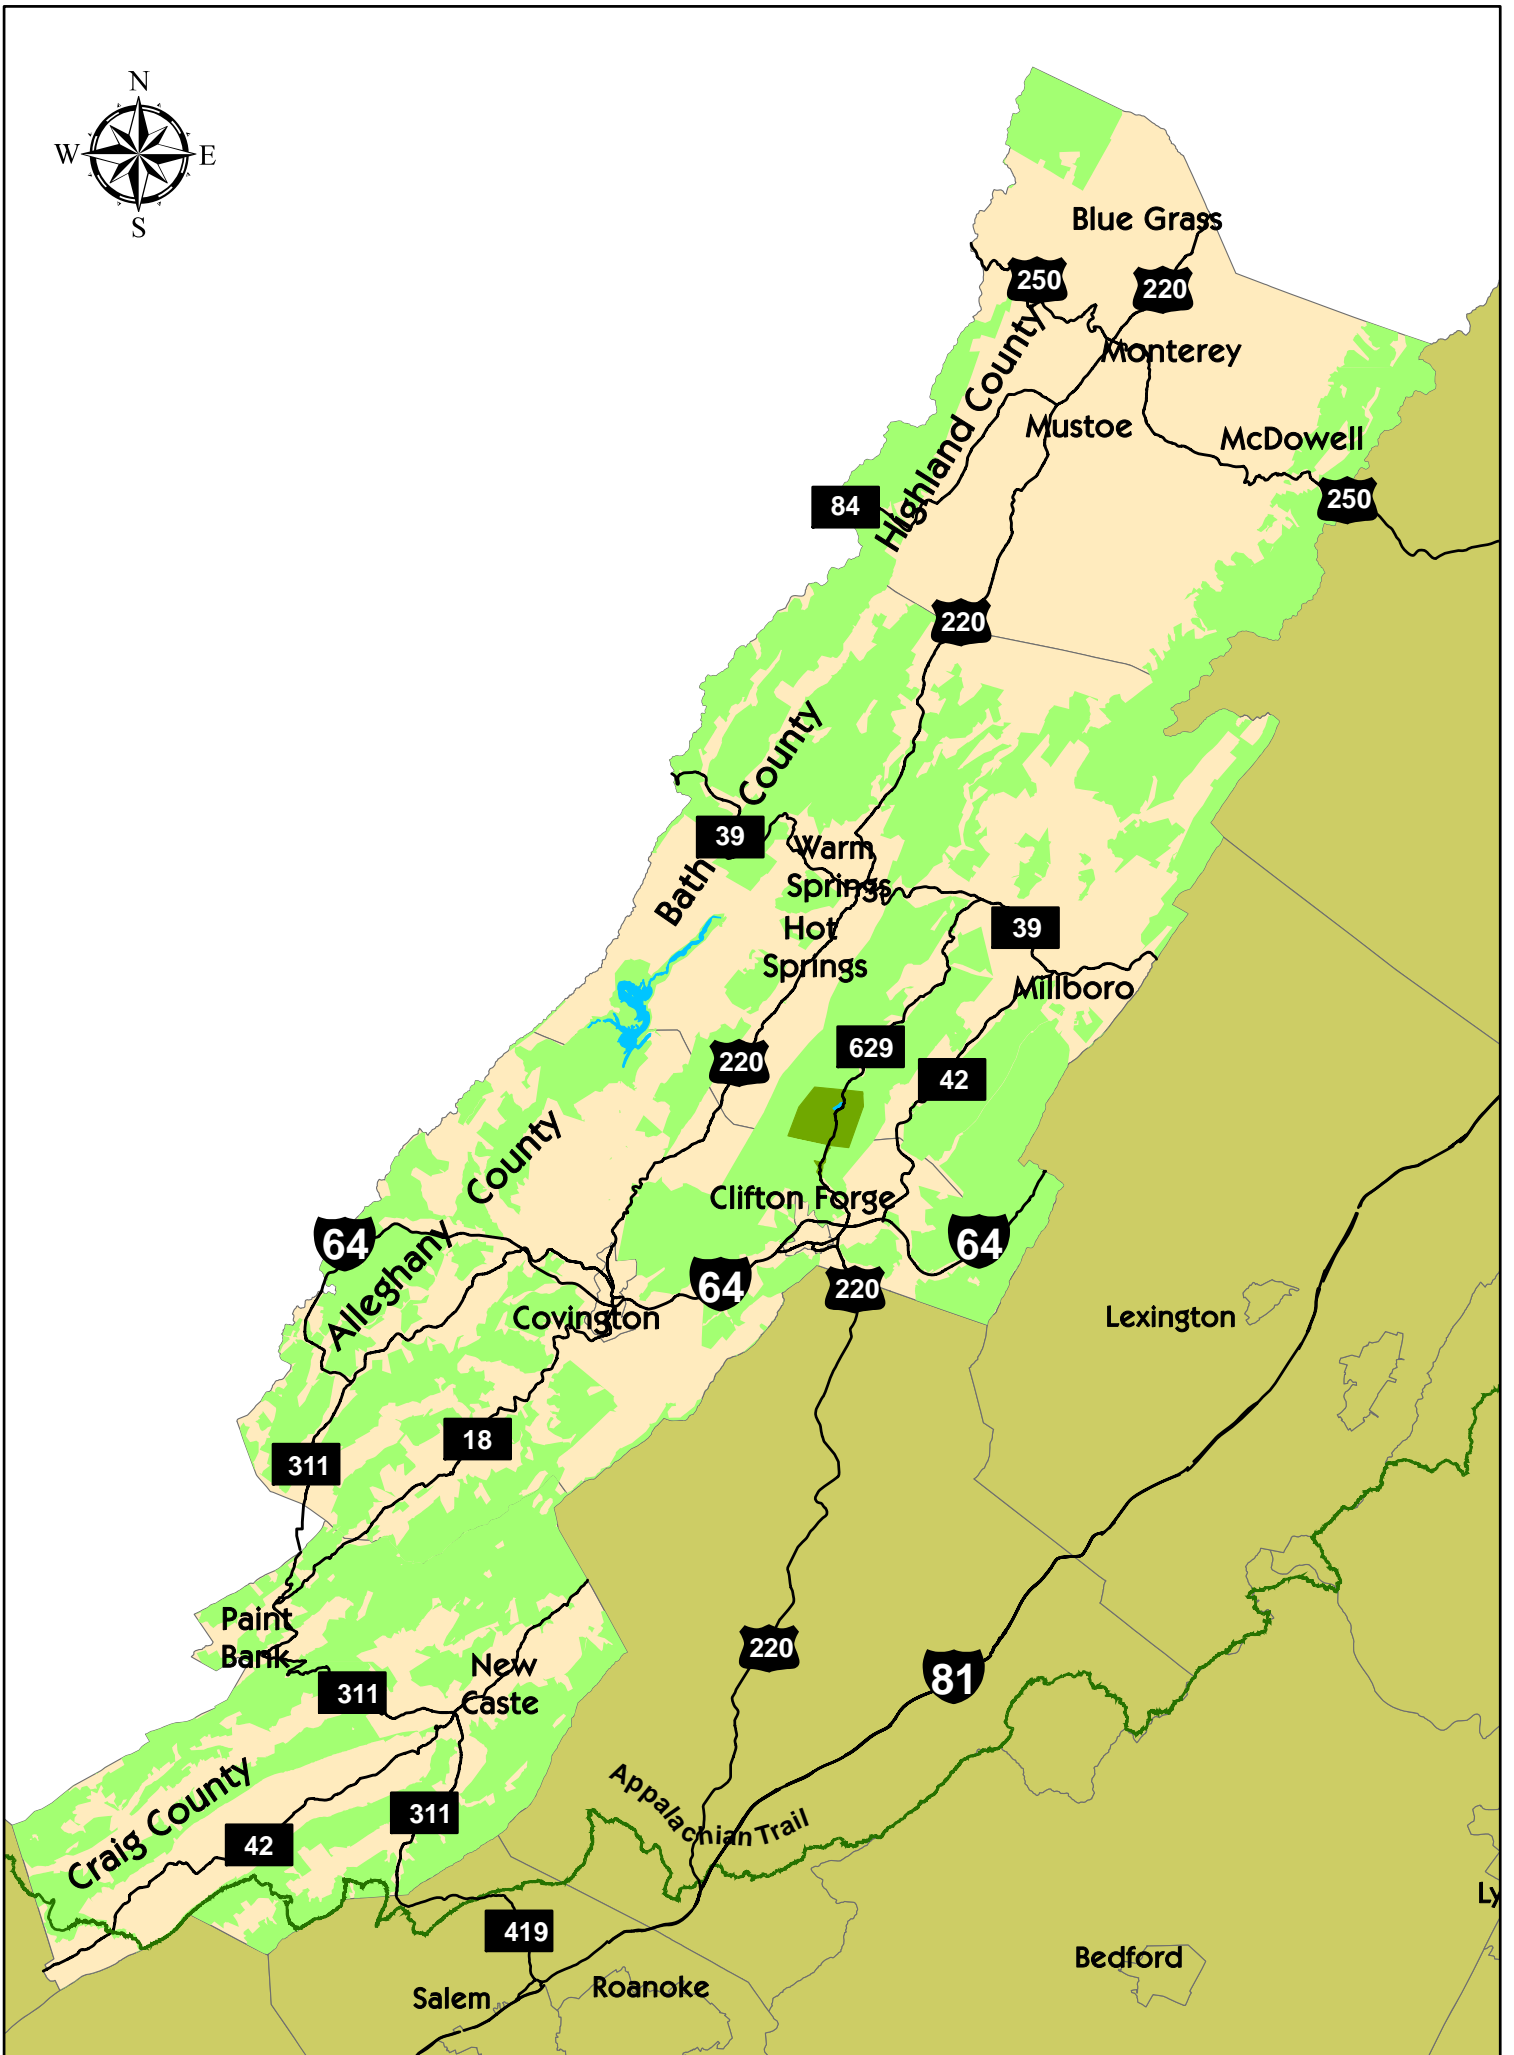 N
W
E
S
Blue Grass
250
220
Monterey
Highland County
Mustoe
McDowell
84
250
220
Bath County
39
Warm
Springs
Hot
Springs
39
Millboro
220
629
42
Alleghany County
Clifton Forge
64
64
64
220
Covington
Lexington
18
311
Paint
Bank
New
Caste
220
81
311
Appalachian Trail
Craig County
311
42
419
Ly
Bedford
Salem
Roanoke